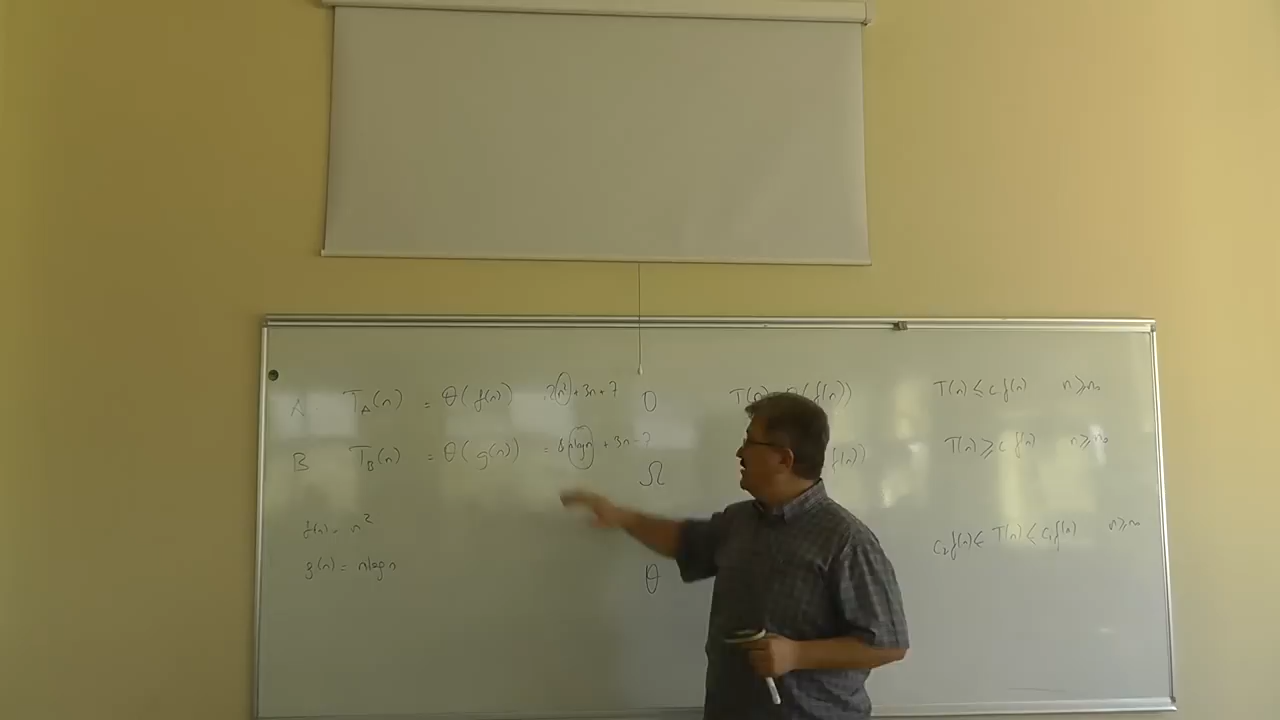 A. T_A(n) = Θ(f(n)) 2n²+3n+7 O T(n) = O(f(n)) T(n) ≤ c f(n) n ≥ n₀
B T_B(n) = Θ(g(n)) = 8nlogn + 3n-7 Ω f(n)) T(n) ≥ c f(n) n ≥ n₀
f(n) = n² θ c₂f(n) ≤ T(n) ≤ c₁f(n) n ≥ n₀
g(n) = nlogn